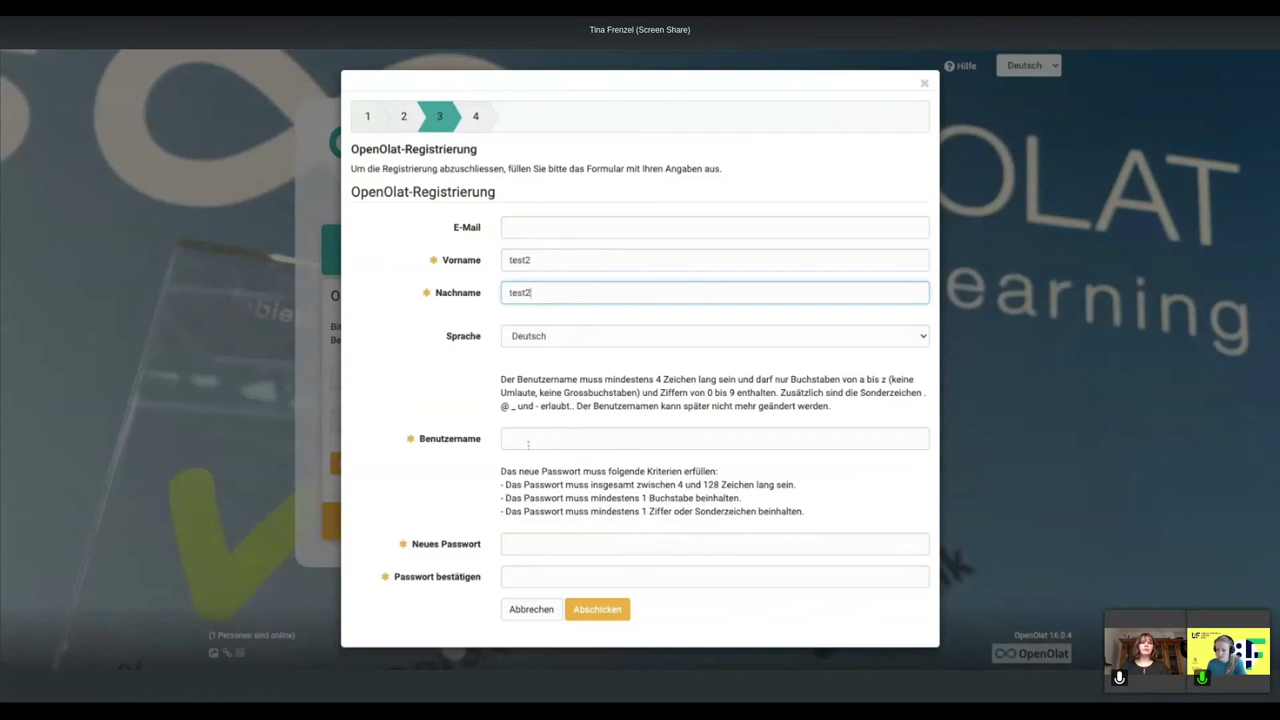 Tina Frenzel (Screen Share)
Hilfe
Deutsch
1 2 3 4
OpenOlat-Registrierung
Um die Registrierung abzuschliessen, füllen Sie bitte das Formular mit Ihren Angaben aus.
OpenOlat-Registrierung
E-Mail
Vorname test2
Nachname test2
Sprache Deutsch
Der Benutzername muss mindestens 4 Zeichen lang sein und darf nur Buchstaben von a bis z (keine
Umlaute, keine Grossbuchstaben) und Ziffern von 0 bis 9 enthalten. Zusätzlich sind die Sonderzeichen .
@ _ und - erlaubt.. Der Benutzernamen kann später nicht mehr geändert werden.
Benutzername
Das neue Passwort muss folgende Kriterien erfüllen:
- Das Passwort muss insgesamt zwischen 4 und 128 Zeichen lang sein.
- Das Passwort muss mindestens 1 Buchstabe beinhalten.
- Das Passwort muss mindestens 1 Ziffer oder Sonderzeichen beinhalten.
Neues Passwort
Passwort bestätigen
Abbrechen Abschicken
OLAT
earning
(1 Personen sind online)
OpenOlat 16.0.4
OpenOlat